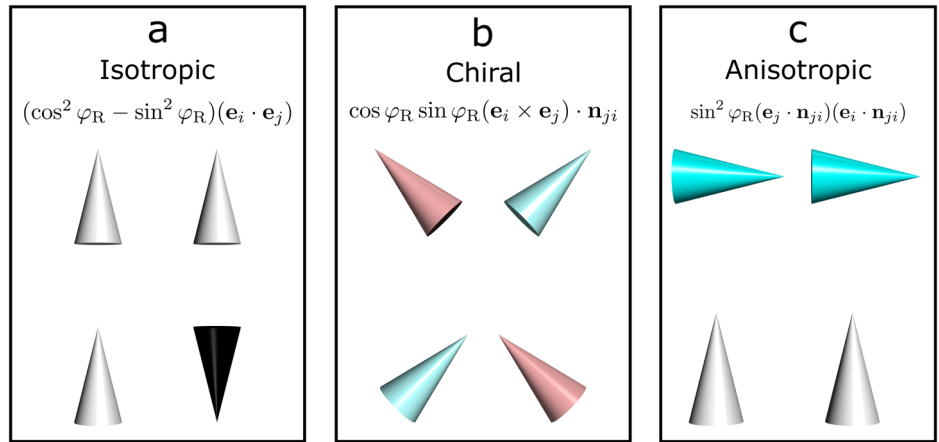 a
Isotropic
(cos² φ_R − sin² φ_R)(e_i · e_j)
b
Chiral
cos φ_R sin φ_R(e_i × e_j) · n_ji
c
Anisotropic
sin² φ_R(e_j · n_ji)(e_i · n_ji)